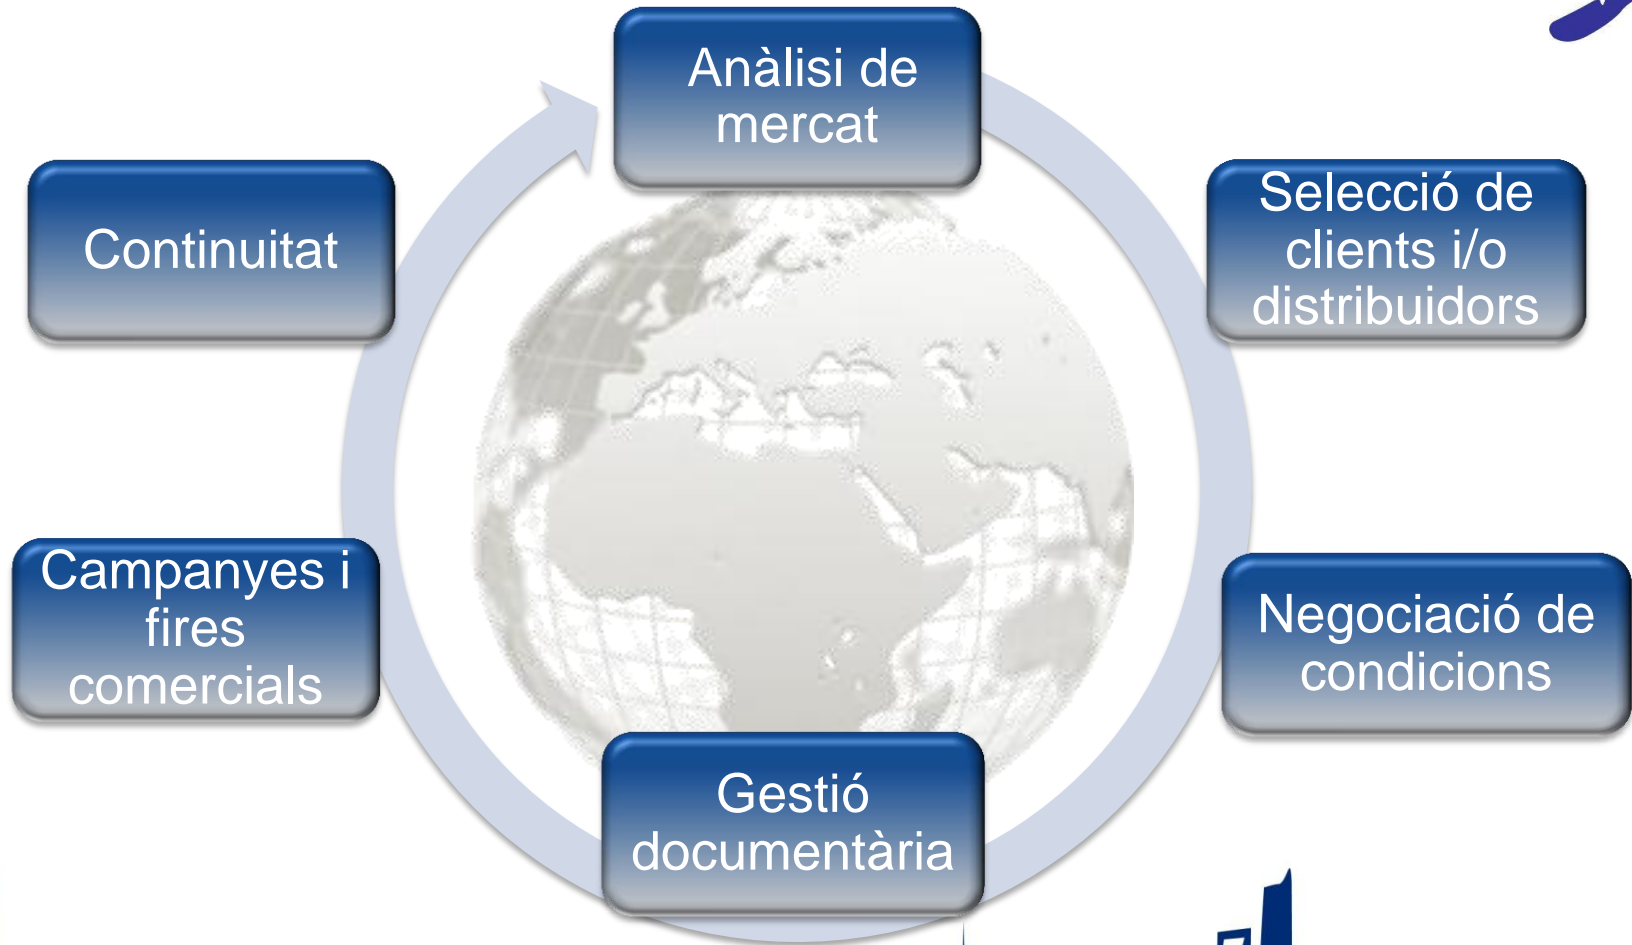 Anàlisi de
mercat
Selecció de
clients i/o
distribuidors
Negociació de
condicions
Gestió
documentària
Campanyes i
fires
comercials
Continuitat